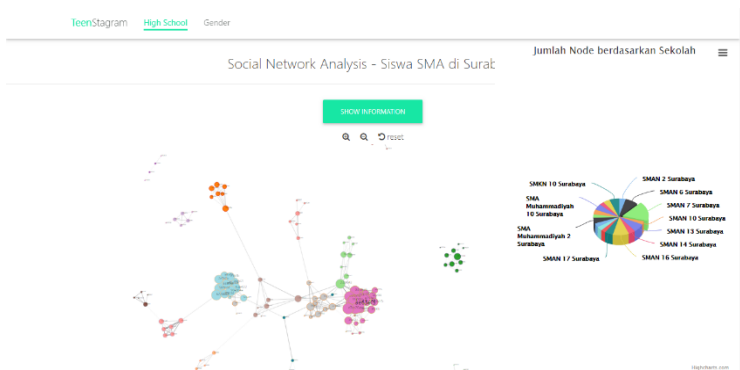 TeenStagram High School Gender
Social Network Analysis - Siswa SMA di Surab
Jumlah Node berdasarkan Sekolah
SHOW INFORMATION
reset
SMKN 10 Surabaya
SMA
Muhammadiyah
10 Surabaya
SMA
Muhammadiyah 2
Surabaya
SMAN 17 Surabaya
SMAN 2 Surabaya
SMAN 6 Surabaya
SMAN 7 Surabaya
SMAN 10 Surabaya
SMAN 13 Surabaya
SMAN 14 Surabaya
SMAN 16 Surabaya
Highcharts.com